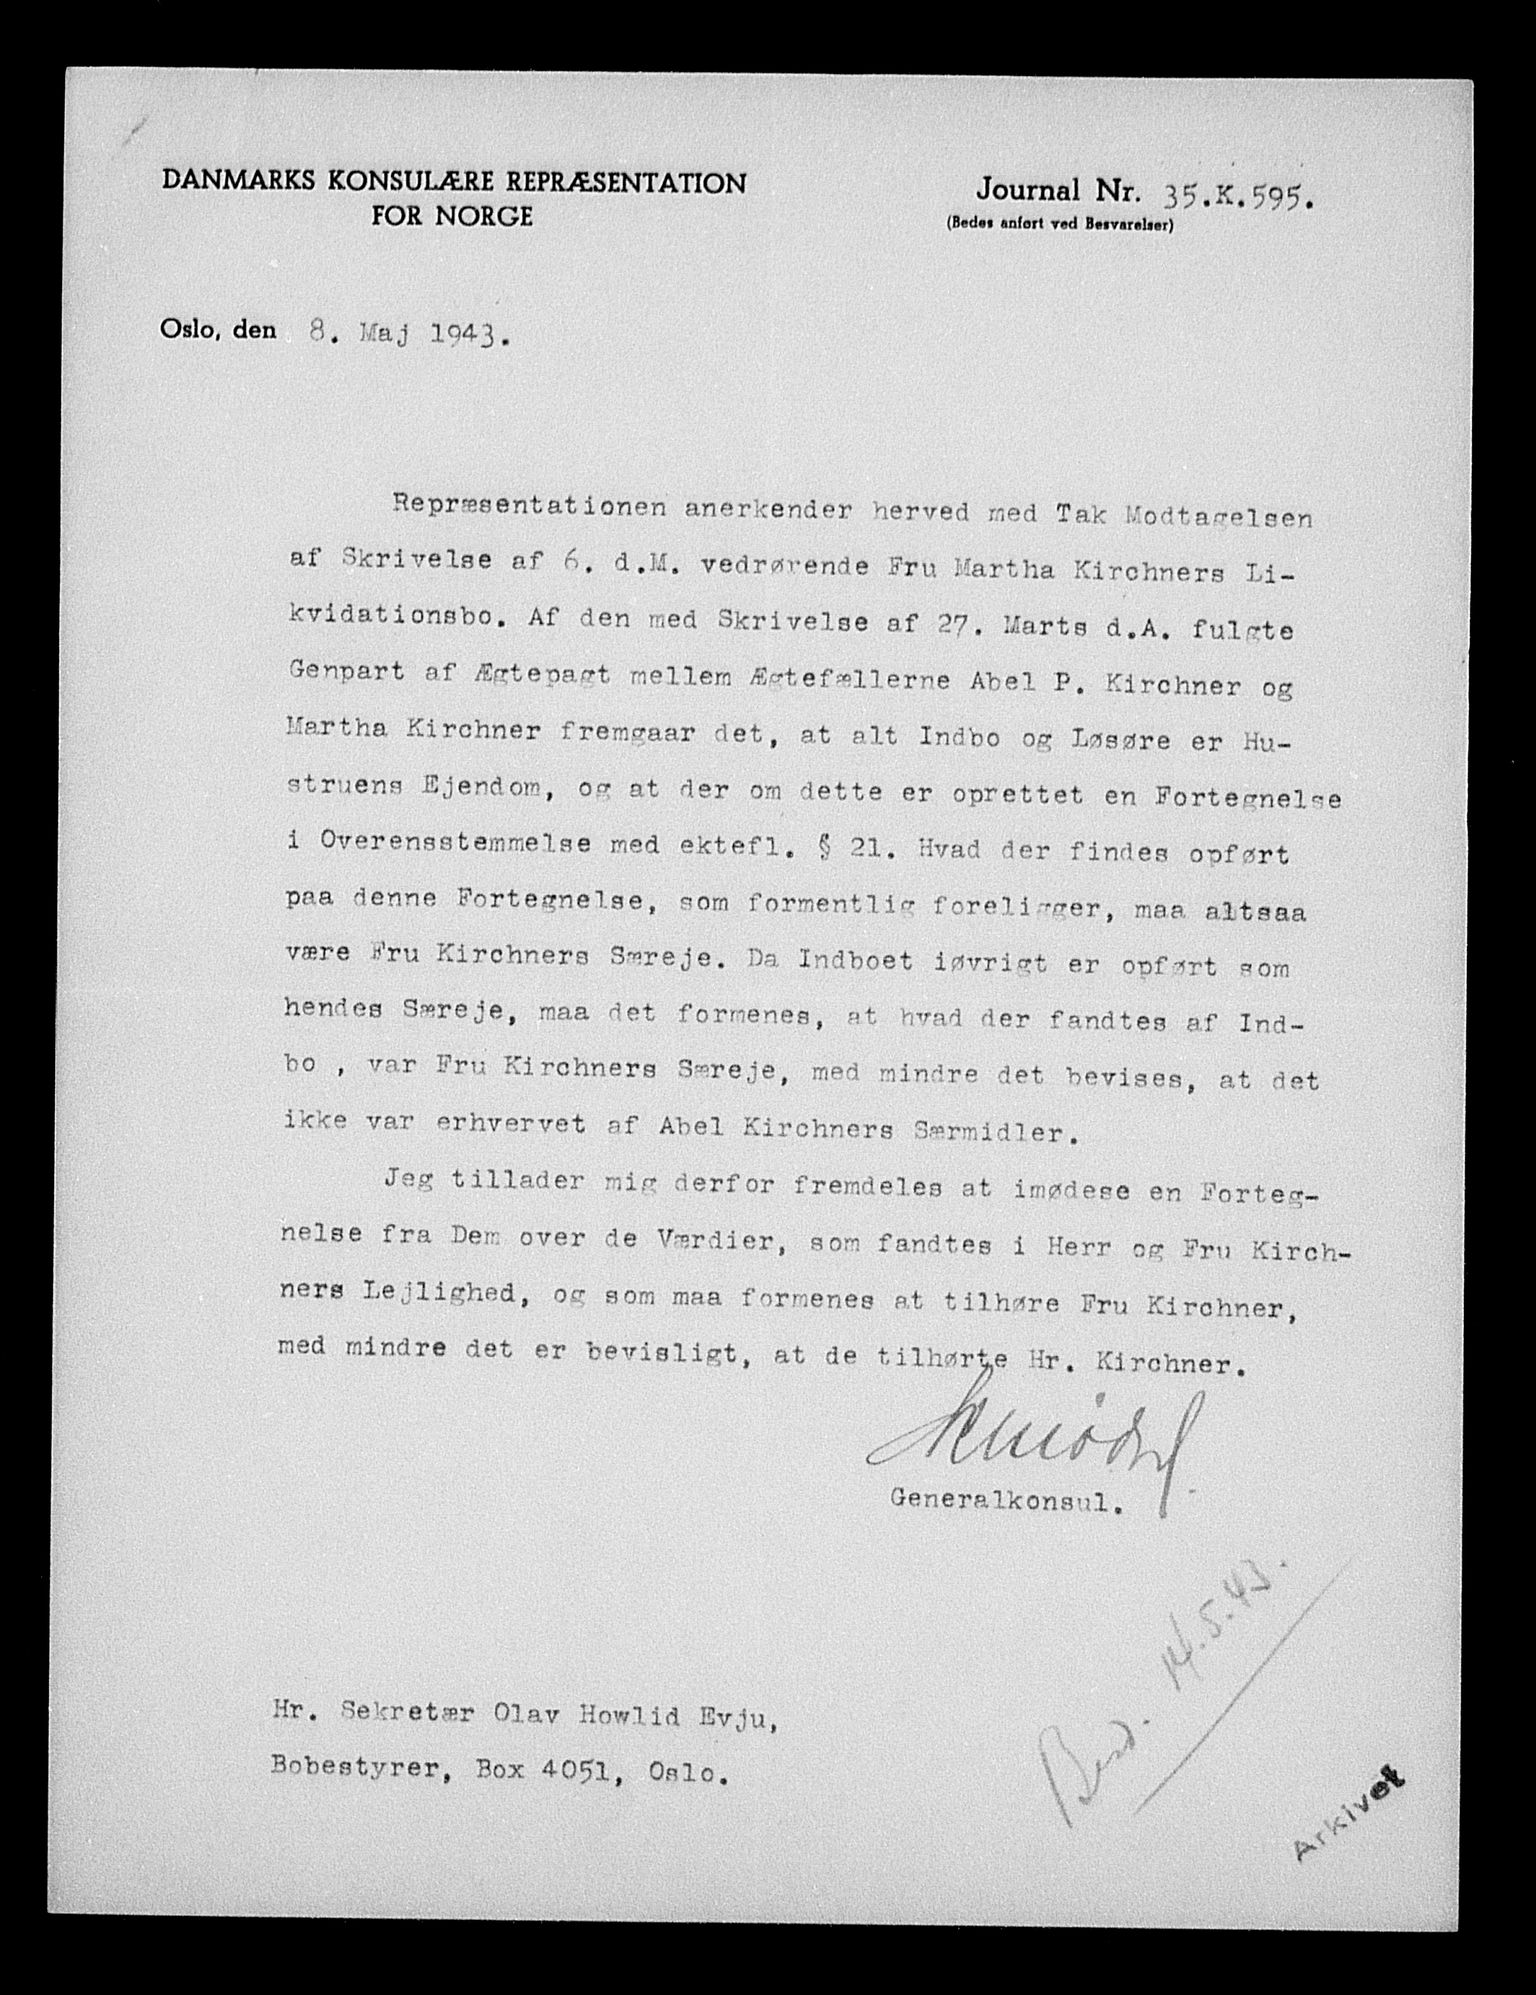 DANMARKS KONSULÆRE REPRÆSENTATION
FOR NORGE
Journal Nr. 35.K.595.
(Bedes anført ved Besvarelser)
Oslo, den 8. Maj 1943.
Repræsentationen anerkender herved med Tak Modtagelsen
af Skrivelse af 6. d.M. vedrørende Fru Martha Kirchners Li-
kvidationsbo. Af den med Skrivelse af 27. Marts d.A. fulgte
Genpart af Ægtepagt mellem Ægtefællerne Abel P. Kirchner og
Martha Kirchner fremgaar det, at alt Indbo og Løsøre er Hu-
struens Ejendom, og at der om dette er oprettet en Fortegnelse
i Overensstemmelse med ektefl. § 21. Hvad der findes opført
paa denne Fortegnelse, som formentlig foreligger, maa altsaa
være Fru Kirchners Særeje. Da Indboet iøvrigt er opført som
hendes Særeje, maa det formenes, at hvad der fandtes af Ind-
bo , var Fru Kirchners Særeje, med mindre det bevises, at det
ikke var erhvervet af Abel Kirchners Særmidler.
Jeg tillader mig derfor fremdeles at imødese en Forteg-
nelse fra Dem over de Værdier, som fandtes i Herr og Fru Kirch-
ners Lejlighed, og som maa formenes at tilhøre Fru Kirchner,
med mindre det er bevisligt, at de tilhørte Hr. Kirchner.
Generalkonsul.
Hr. Sekretær Olav Howlid Evju,
Bobestyrer, Box 4051, Oslo.
Besv. 14.5.43.
Arkivet